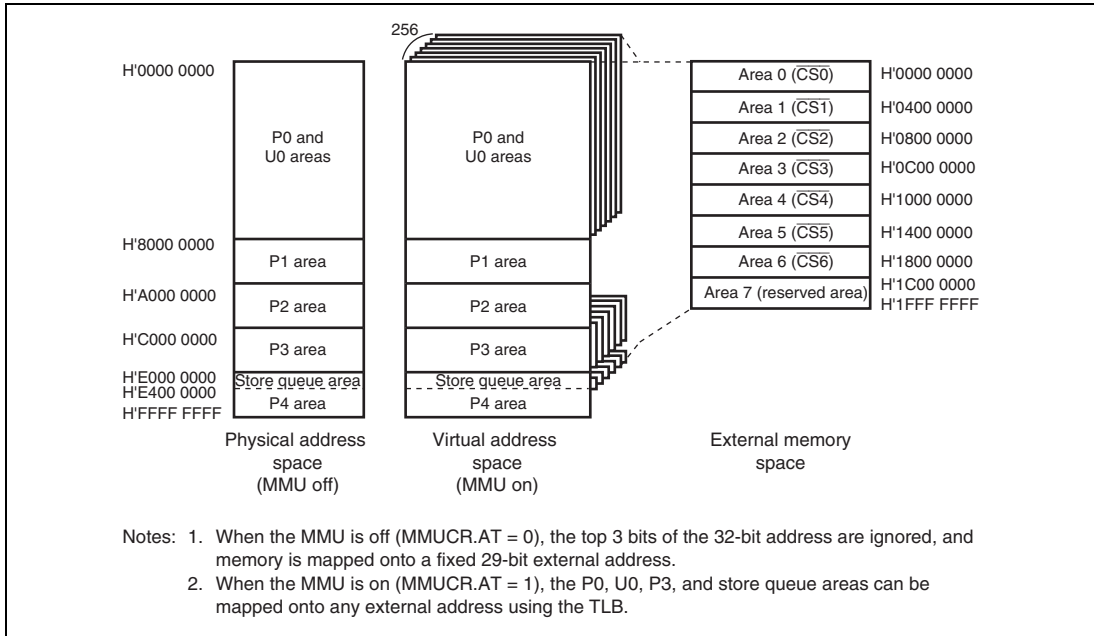 256
H'0000 0000
P0 and
U0 areas
H'8000 0000
P1 area
H'A000 0000
P2 area
H'C000 0000
P3 area
H'E000 0000
Store queue area
H'E400 0000
P4 area
H'FFFF FFFF
Physical address
space
(MMU off)
P0 and
U0 areas
P1 area
P2 area
P3 area
Store queue area
P4 area
Virtual address
space
(MMU on)
Area 0 (CS0) H'0000 0000
Area 1 (CS1) H'0400 0000
Area 2 (CS2) H'0800 0000
Area 3 (CS3) H'0C00 0000
Area 4 (CS4) H'1000 0000
Area 5 (CS5) H'1400 0000
Area 6 (CS6) H'1800 0000
Area 7 (reserved area) H'1C00 0000
H'1FFF FFFF
External memory
space
Notes: 1. When the MMU is off (MMUCR.AT = 0), the top 3 bits of the 32-bit address are ignored, and
memory is mapped onto a fixed 29-bit external address.
2. When the MMU is on (MMUCR.AT = 1), the P0, U0, P3, and store queue areas can be
mapped onto any external address using the TLB.